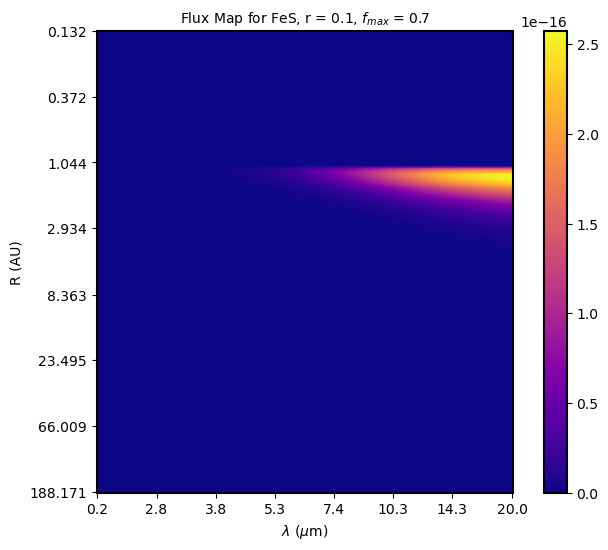 Flux Map for FeS, r = 0.1, f_max = 0.7
1e−16
0.132
0.372
1.044
2.934
8.363
23.495
66.009
188.171
R (AU)
0.2 2.8 3.8 5.3 7.4 10.3 14.3 20.0
λ (μm)
2.5
2.0
1.5
1.0
0.5
0.0